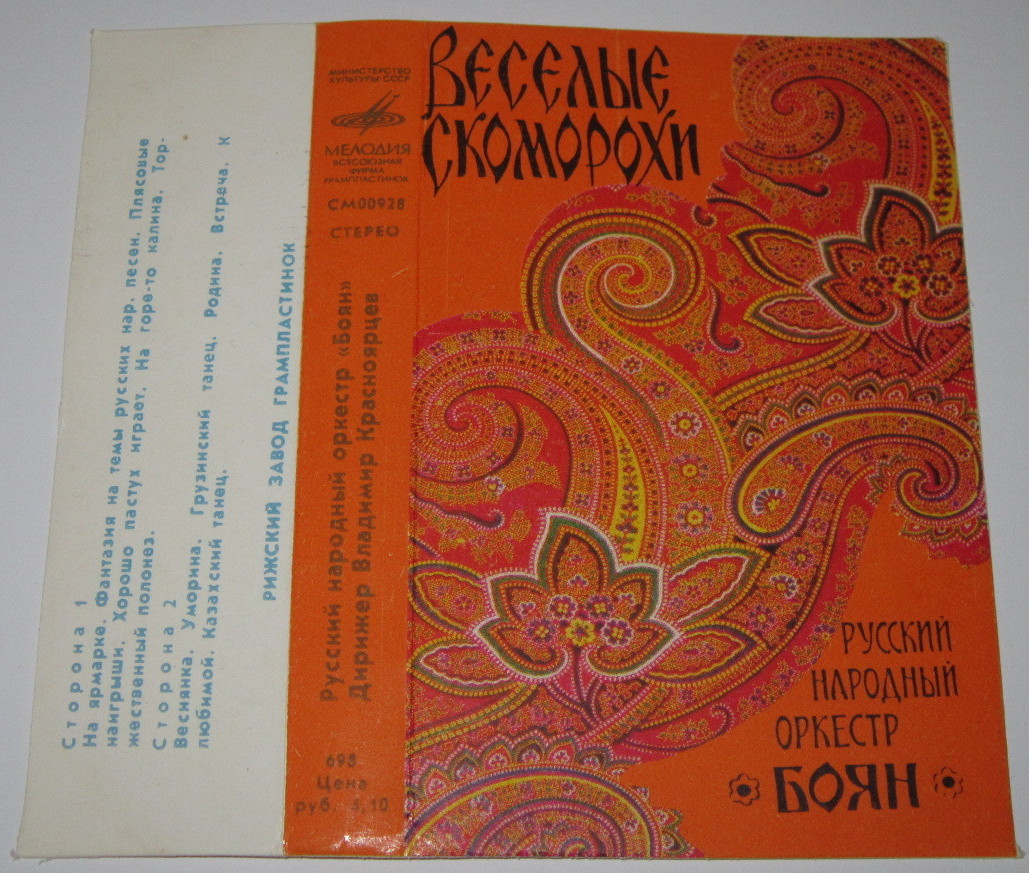 Сторона 1
На ярмарке. Фантазия на темы русских нар. песен. Плясовые
наигрыши. Хорошо пастух играет. На горе-то калина. Тор-
жественный полонез.
Сторона 2
Веснянка. Уморина. Грузинский танец. Родина. Встреча. К
любимой. Казахский танец.
РИЖСКИЙ ЗАВОД ГРАМПЛАСТИНОК
МИНИСТЕРСТВО
КУЛЬТУРЫ СССР
МЕЛОДИЯ
ВСЕСОЮЗНАЯ
ФИРМА
ГРАМПЛАСТИНОК
СМ00928
СТЕРЕО
Русский народный оркестр «Боян»
Дирижер Владимир Красноярцев
698.
Цена
руб. 4,10
ВЕСЕЛЫЕ
СКОМОРОХИ
РУССКИЙ
НАРОДНЫЙ
ОРКЕСТР
БОЯН